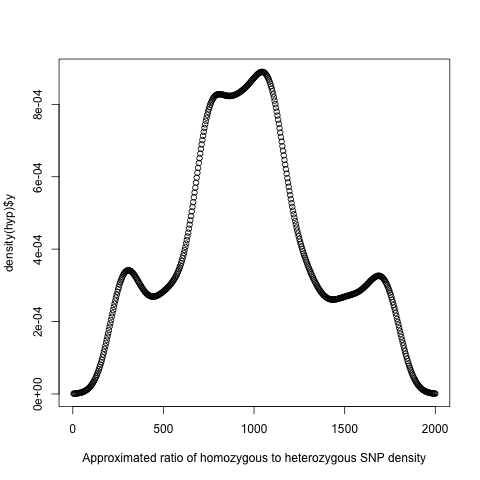 density(hyp)$y
8e-04
6e-04
4e-04
2e-04
0e+00
0 500 1000 1500 2000
Approximated ratio of homozygous to heterozygous SNP density